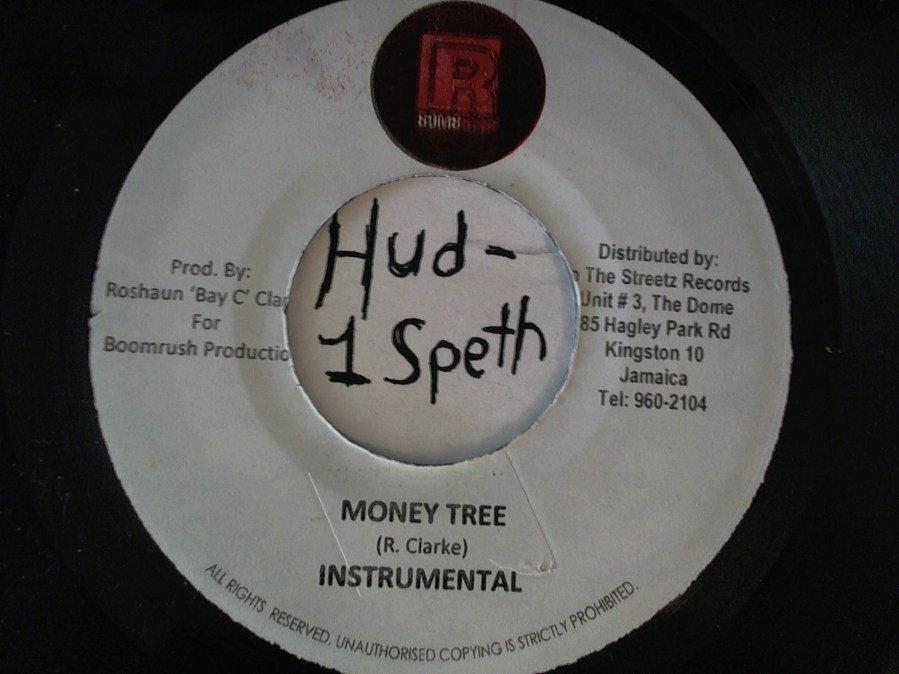 Prod. By:
Roshaun ‘Bay C’ Cla
For
Boomrush Productio
Hud-
1 Speth
Distributed by:
The Streetz Records
Unit # 3, The Dome
85 Hagley Park Rd
Kingston 10
Jamaica
Tel: 960-2104
MONEY TREE
(R. Clarke)
INSTRUMENTAL
ALL RIGHTS RESERVED. UNAUTHORISED COPYING IS STRICTLY PROHIBITED.